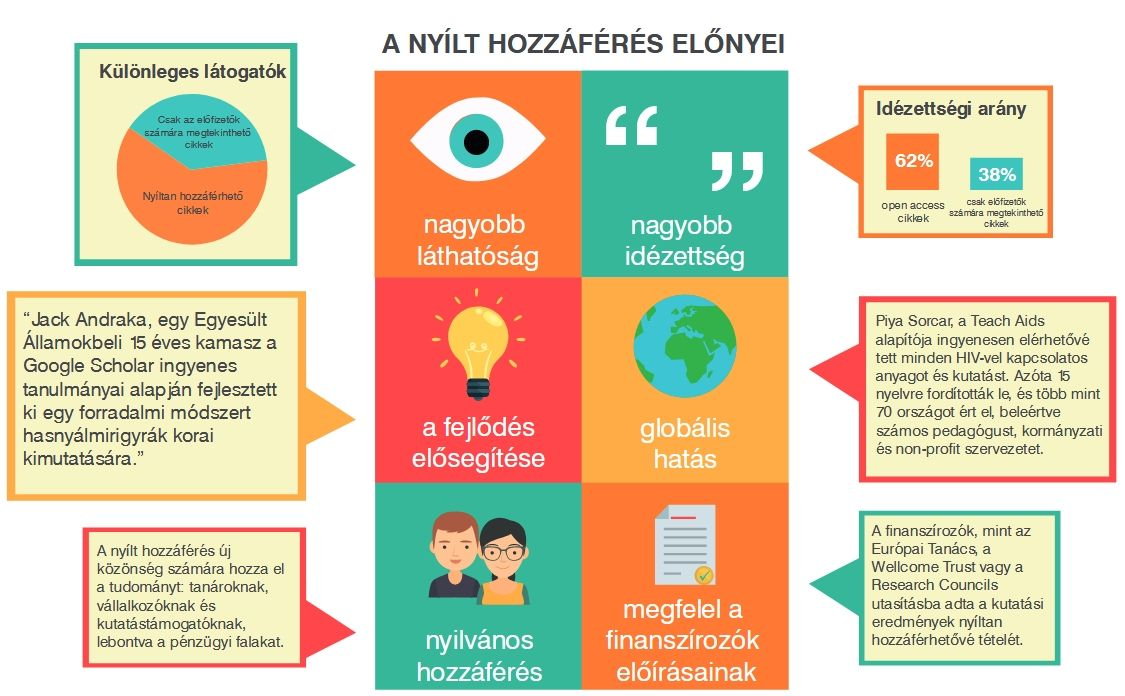 A NYÍLT HOZZÁFÉRÉS ELŐNYEI
Különleges látogatók
Csak az előfizetők
számára megtekinthető
cikkek
Nyíltan hozzáférhető
cikkek
nagyobb
láthatóság
“ ”
nagyobb
idézettség
Idézettségi arány
62%
38%
open access
cikkek
csak előfizetők
számára megtekinthető
cikkek
“Jack Andraka, egy Egyesült
Államokbeli 15 éves kamasz a
Google Scholar ingyenes
tanulmányai alapján fejlesztett
ki egy forradalmi módszert
hasnyálmirigyrák korai
kimutatására.”
a fejlődés
elősegítése
globális
hatás
Piya Sorcar, a Teach Aids
alapítója ingyenesen elérhetővé
tett minden HIV-vel kapcsolatos
anyagot és kutatást. Azóta 15
nyelvre fordították le, és több mint
70 országot ért el, beleértve
számos pedagógust, kormányzati
és non-profit szervezetet.
A nyílt hozzáférés új
közönség számára hozza el
a tudományt: tanároknak,
vállalkozóknak és
kutatástámogatóknak,
lebontva a pénzügyi falakat.
nyilvános
hozzáférés
megfelel a
finanszírozók
előírásainak
A finanszírozók, mint az
Európai Tanács, a
Wellcome Trust vagy a
Research Councils
utasításba adta a kutatási
eredmények nyíltan
hozzáférhetővé tételét.